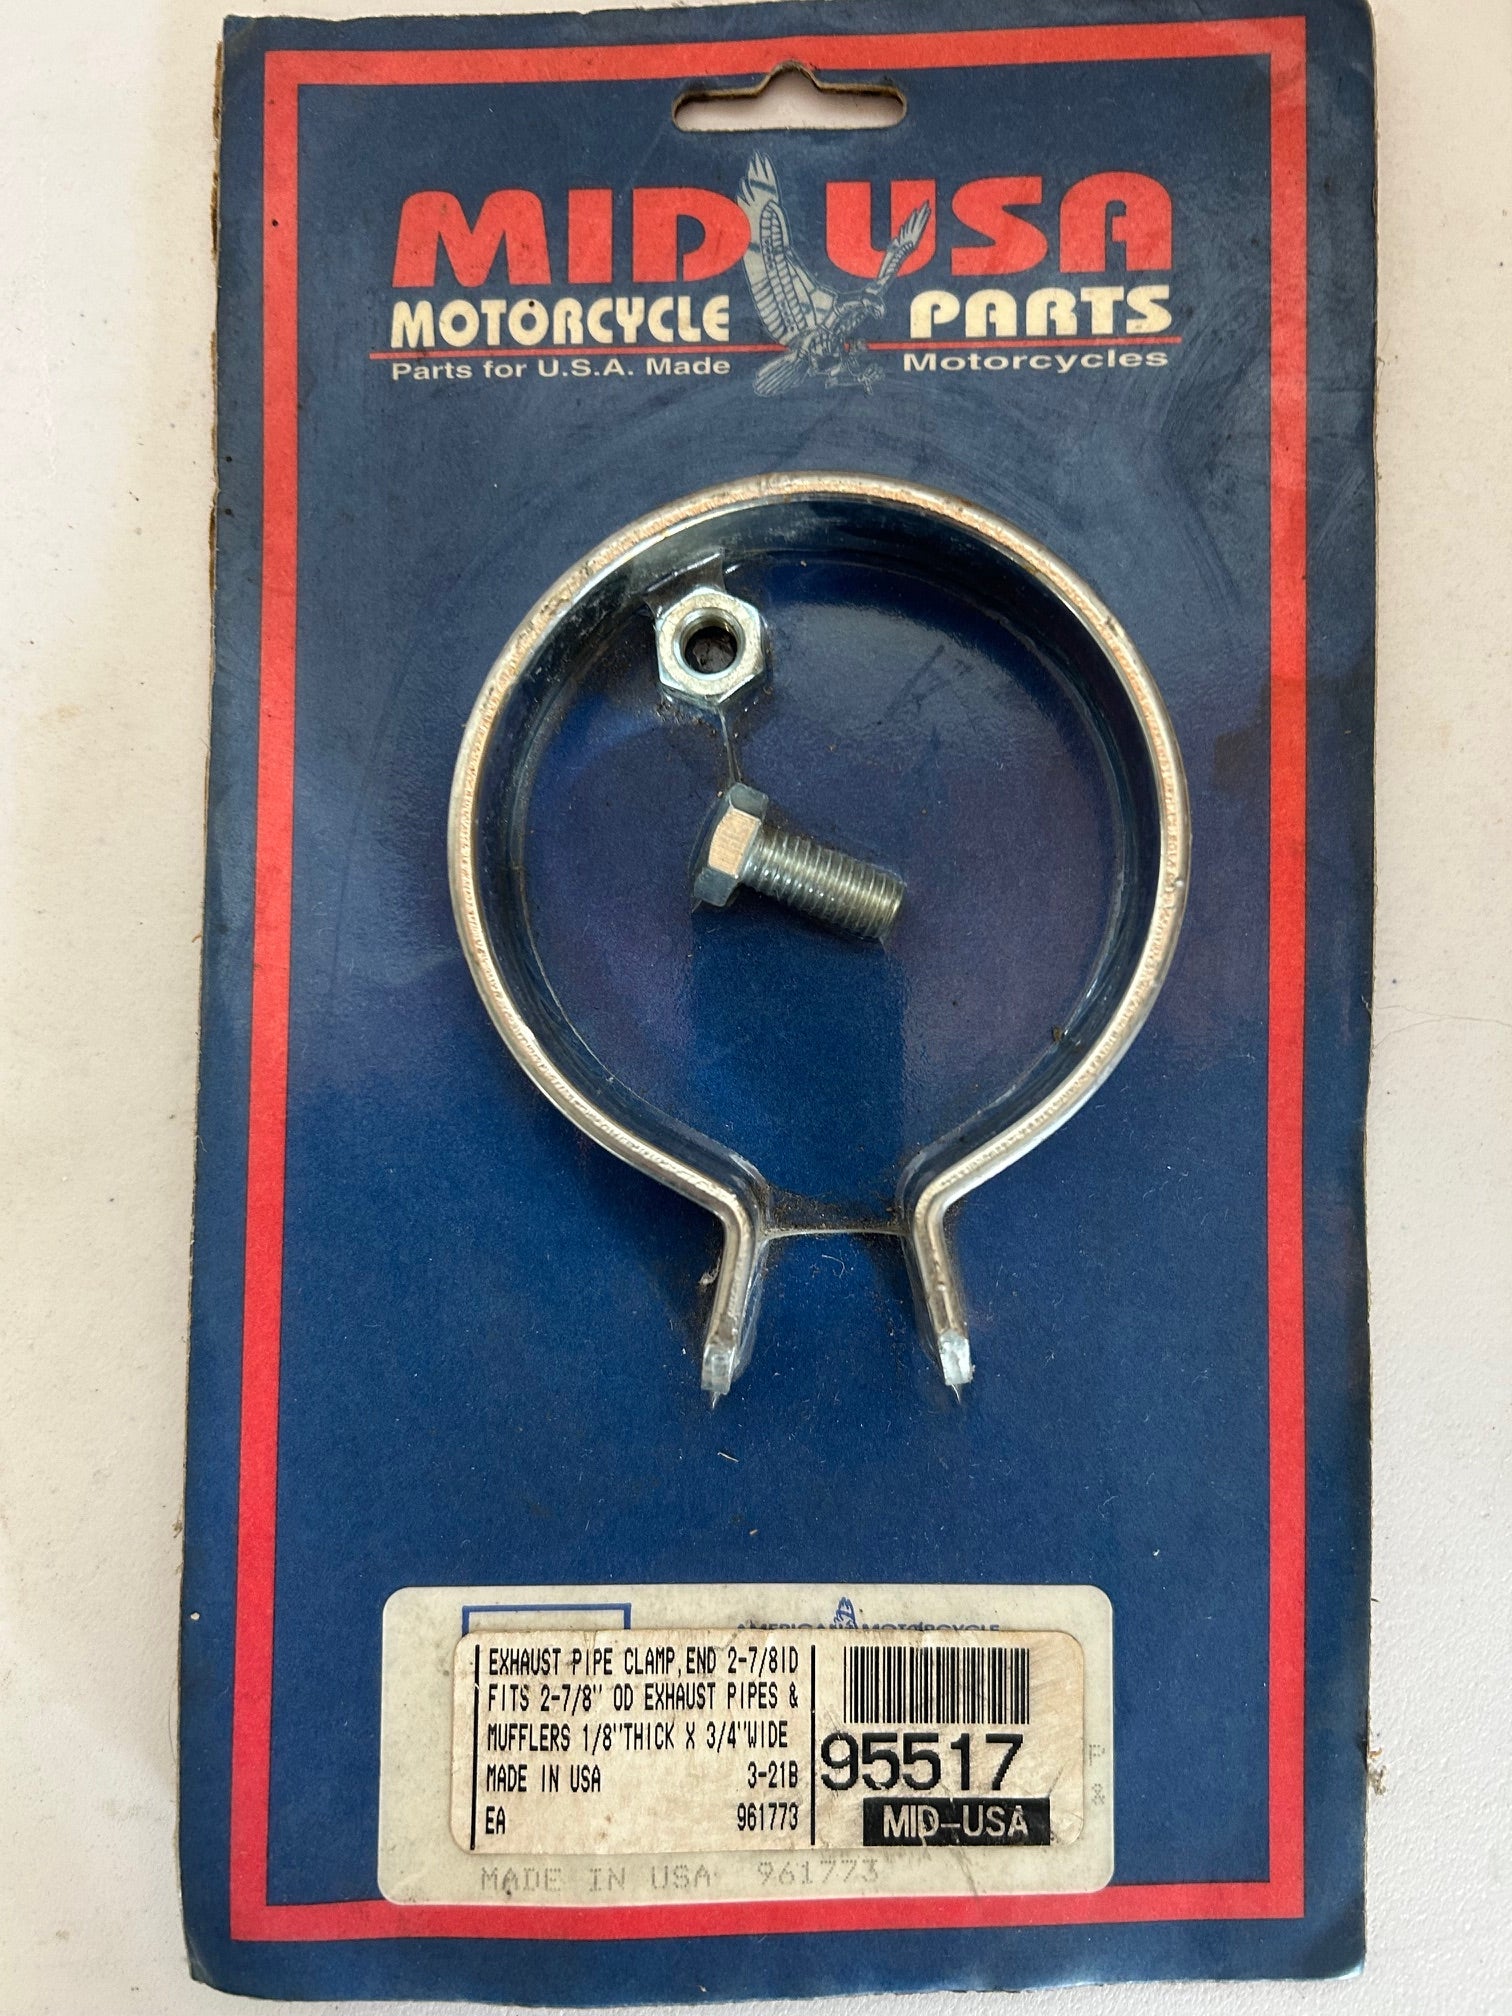 MID USA
MOTORCYCLE PARTS
Parts for U.S.A. Made Motorcycles
AMERICAN MOTORCYCLE
EXHAUST PIPE CLAMP,END 2-7/8ID
FITS 2-7/8" OD EXHAUST PIPES &
MUFFLERS 1/8"THICK X 3/4"WIDE
MADE IN USA 3-21B
EA 961773
95517
MID-USA
MADE IN USA 961773